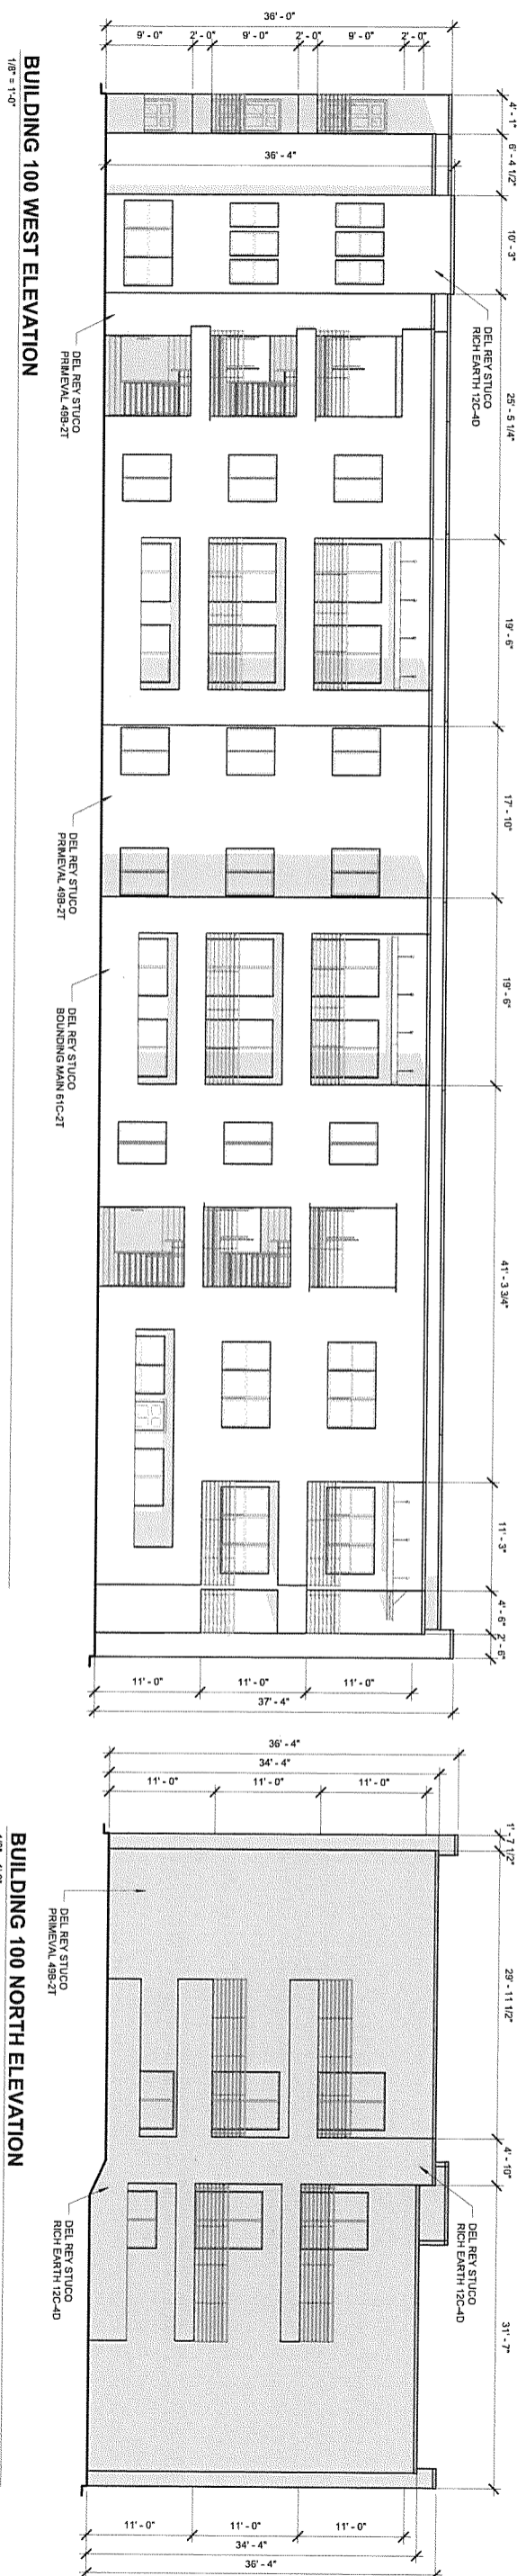 36' - 0"
9' - 0"
2' - 0"
9' - 0"
2' - 0"
9' - 0"
2' - 0"
4' - 1"
6' - 4 1/2"
10' - 3"
25' - 5 1/4"
19' - 6"
17' - 10"
19' - 6"
41' - 3 3/4"
11' - 3"
4' - 6"
2' - 6"
36' - 4"
DEL REY STUCO
RICH EARTH 12C-4D
DEL REY STUCO
PRIMEVAL 49B-2T
DEL REY STUCO
PRIMEVAL 49B-2T
DEL REY STUCO
BOUNDING MAIN 61C-2T
11' - 0"
11' - 0"
11' - 0"
37' - 4"
BUILDING 100 WEST ELEVATION
1/8" = 1'-0"
36' - 4"
34' - 4"
11' - 0"
11' - 0"
11' - 0"
1' - 7 1/2"
29' - 11 1/2"
4' - 10"
31' - 7"
DEL REY STUCO
RICH EARTH 12C-4D
DEL REY STUCO
PRIMEVAL 49B-2T
DEL REY STUCO
RICH EARTH 12C-4D
11' - 0"
11' - 0"
11' - 0"
34' - 4"
36' - 4"
BUILDING 100 NORTH ELEVATION